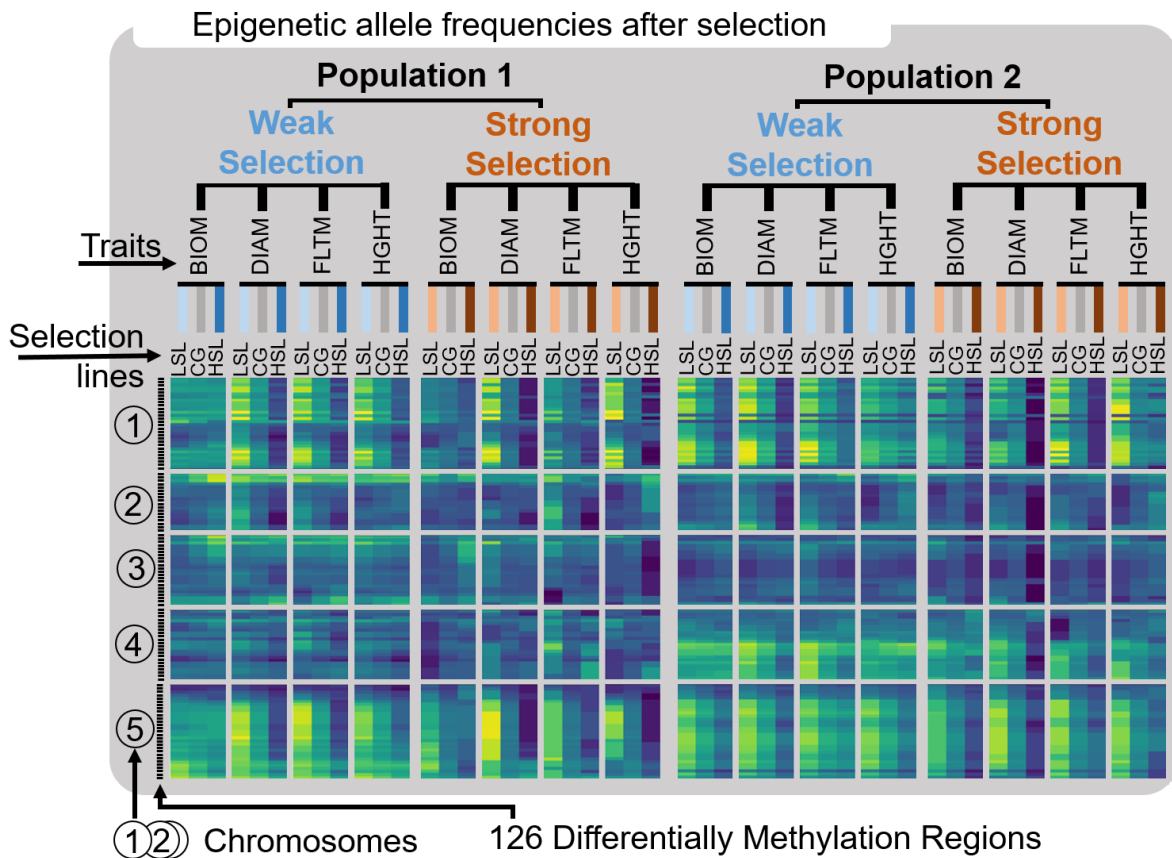 Epigenetic allele frequencies after selection
Population 1 Population 2
Weak Selection Strong Selection Weak Selection Strong Selection
Traits BIOM DIAM FLTM HGHT BIOM DIAM FLTM HGHT BIOM DIAM FLTM HGHT BIOM DIAM FLTM HGHT
Selection lines LSL CG HSL LSL CG HSL LSL CG HSL LSL CG HSL LSL CG HSL LSL CG HSL LSL CG HSL LSL CG HSL LSL CG HSL LSL CG HSL LSL CG HSL LSL CG HSL LSL CG HSL LSL CG HSL LSL CG HSL LSL CG HSL
1
2
3
4
5
1 2 Chromosomes 126 Differentially Methylation Regions